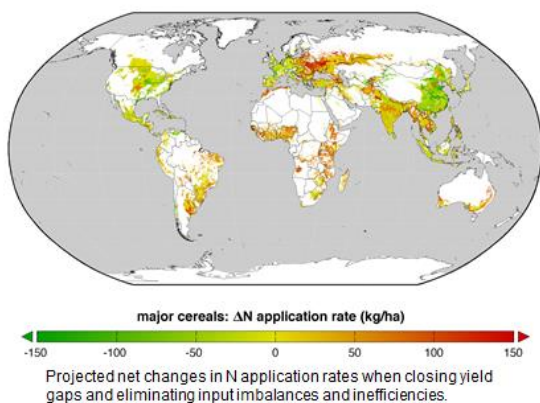 major cereals: ΔN application rate (kg/ha)
-150 -100 -50 0 50 100 150
Projected net changes in N application rates when closing yield
gaps and eliminating input imbalances and inefficiencies.